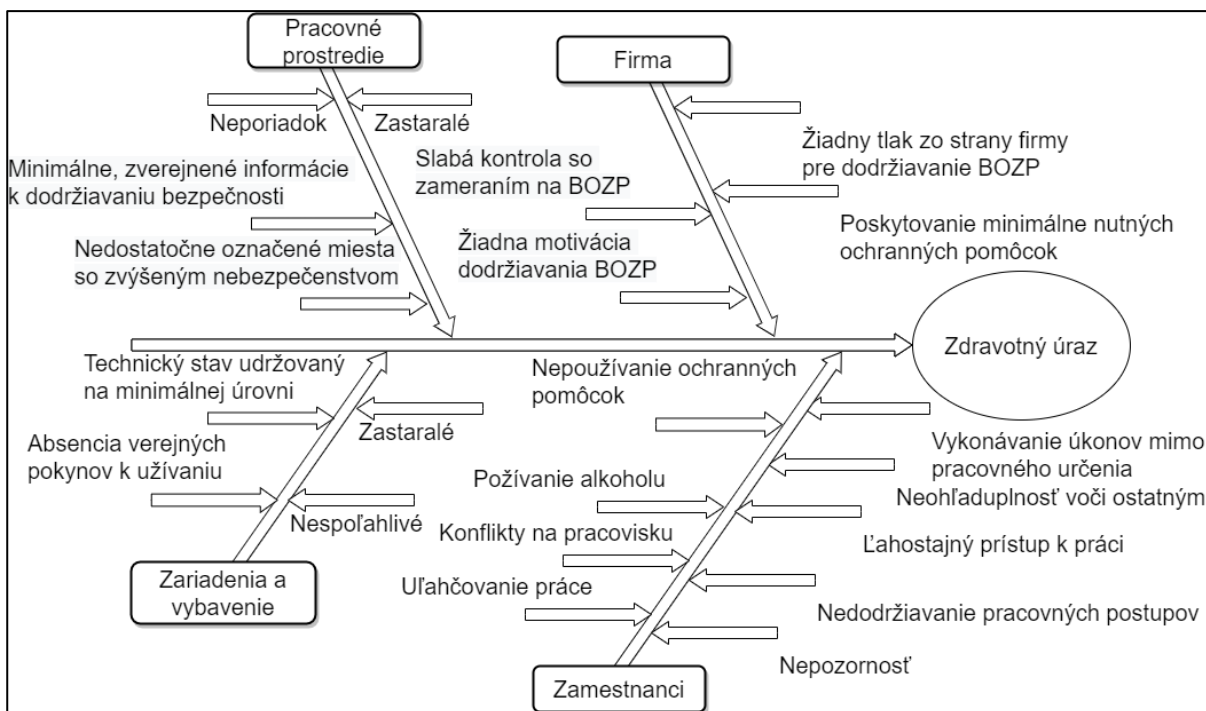 Pracovné
prostredie
Firma
Neporiadok
Zastaralé
Žiadny tlak zo strany firmy
pre dodržiavanie BOZP
Minimálne, zverejnené informácie
k dodržiavaniu bezpečnosti
Slabá kontrola so
zameraním na BOZP
Poskytovanie minimálne nutných
ochranných pomôcok
Nedostatočne označené miesta
so zvýšeným nebezpečenstvom
Žiadna motivácia
dodržiavania BOZP
Zdravotný úraz
Technický stav udržovaný
na minimálnej úrovni
Nepoužívanie ochranných
pomôcok
Zastaralé
Vykonávanie úkonov mimo
pracovného určenia
Absencia verejných
pokynov k užívaniu
Požívanie alkoholu
Neohľaduplnosť voči ostatným
Nespoľahlivé
Konflikty na pracovisku
Ľahostajný prístup k práci
Zariadenia a
vybavenie
Uľahčovanie práce
Nedodržiavanie pracovných postupov
Nepozornosť
Zamestnanci